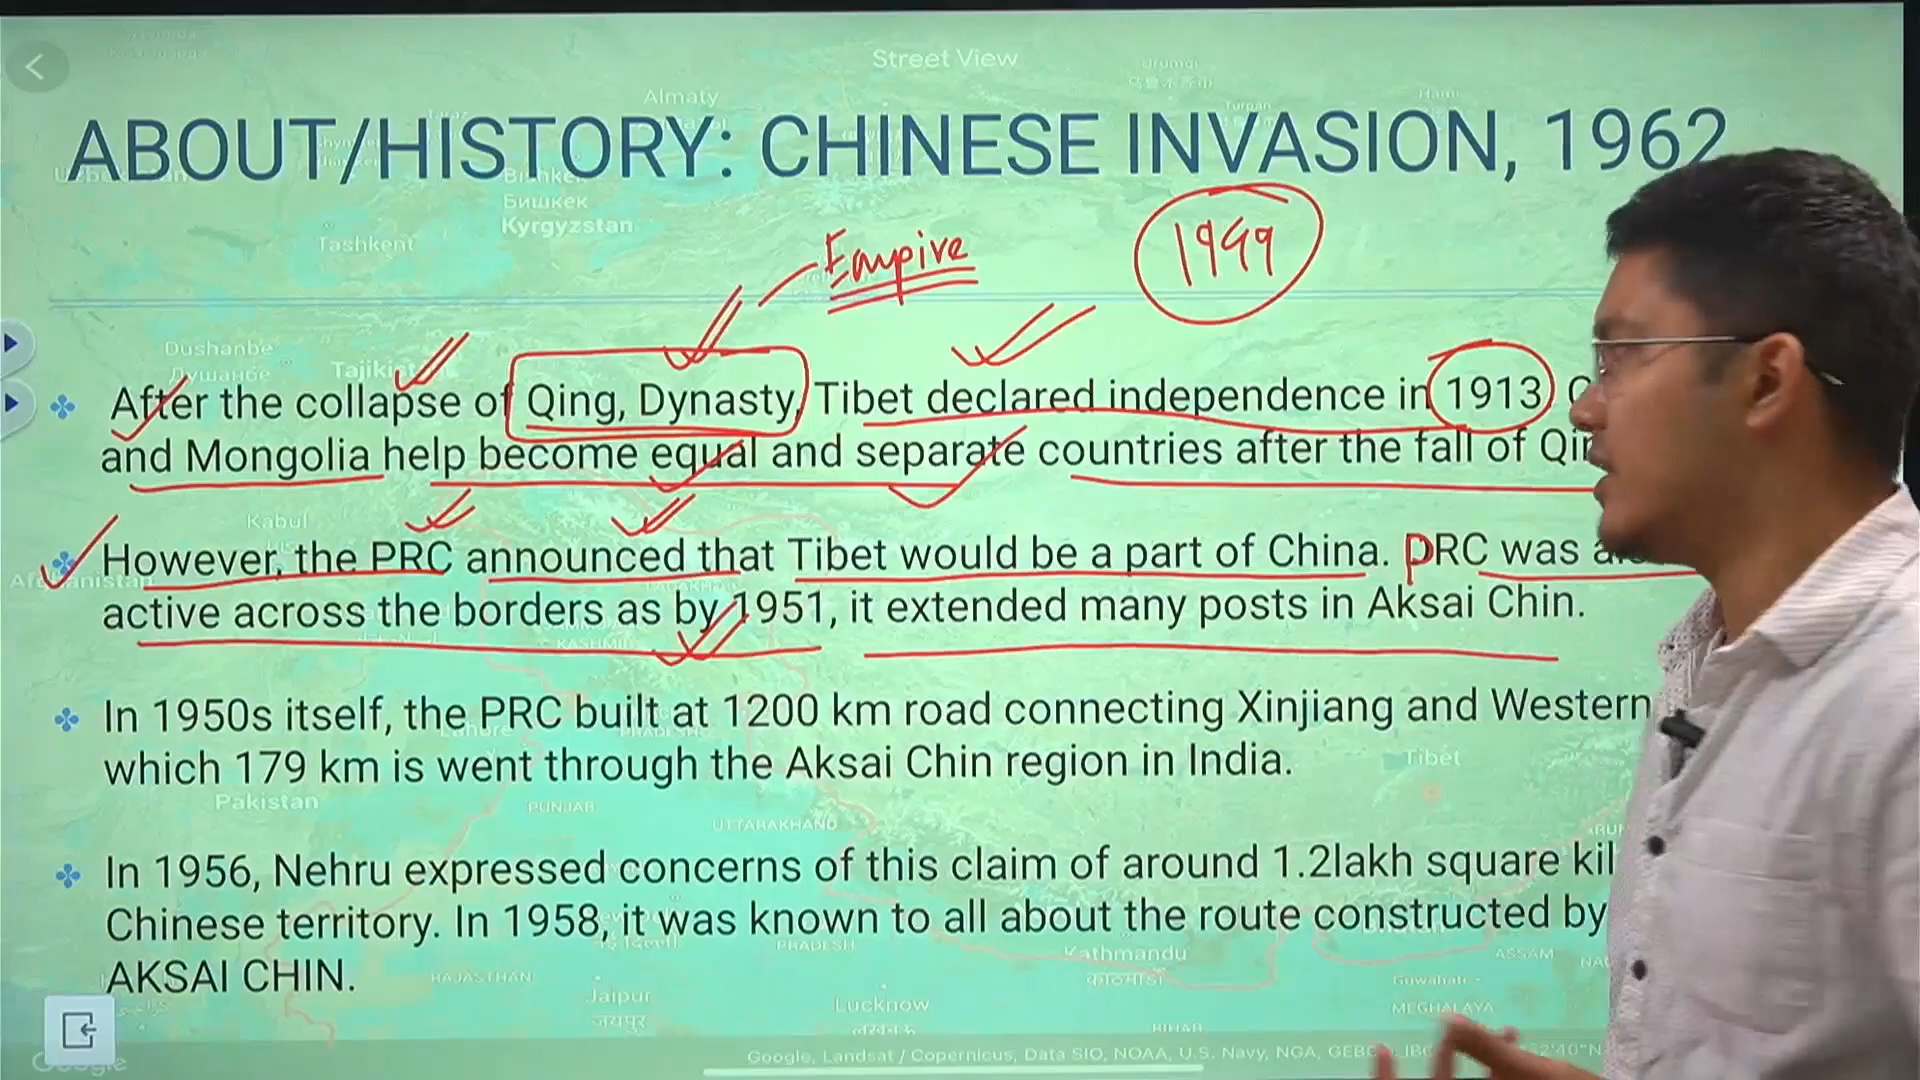 Street View
Almaty
ABOUT/HISTORY: CHINESE INVASION, 1962
Бишкек
Kyrgyzstan
Tashkent
Empire
1949
Dushanbe
Душанбе
After the collapse of Qing, Dynasty, Tibet declared independence in 1913
and Mongolia help become equal and separate countries after the fall of
Kabul
However, the PRC announced that Tibet would be a part of China. PRC was
active across the borders as by 1951, it extended many posts in Aksai Chin.
In 1950s itself, the PRC built at 1200 km road connecting Xinjiang and Western
which 179 km is went through the Aksai Chin region in India.
Tibet
Pakistan
PUNJAB
UTTARAKHAND
In 1956, Nehru expressed concerns of this claim of around 1.2lakh square
Chinese territory. In 1958, it was known to all about the route constructed by
PRADESH
Kathmandu
ASSAM
AKSAI CHIN.
RAJASTHAN
Guwahati
Jaipur
जयपुर
Lucknow
MEGHALAYA
BIHAR
Google
Google, Landsat / Copernicus, Data SIO, NOAA, U.S. Navy, NGA,